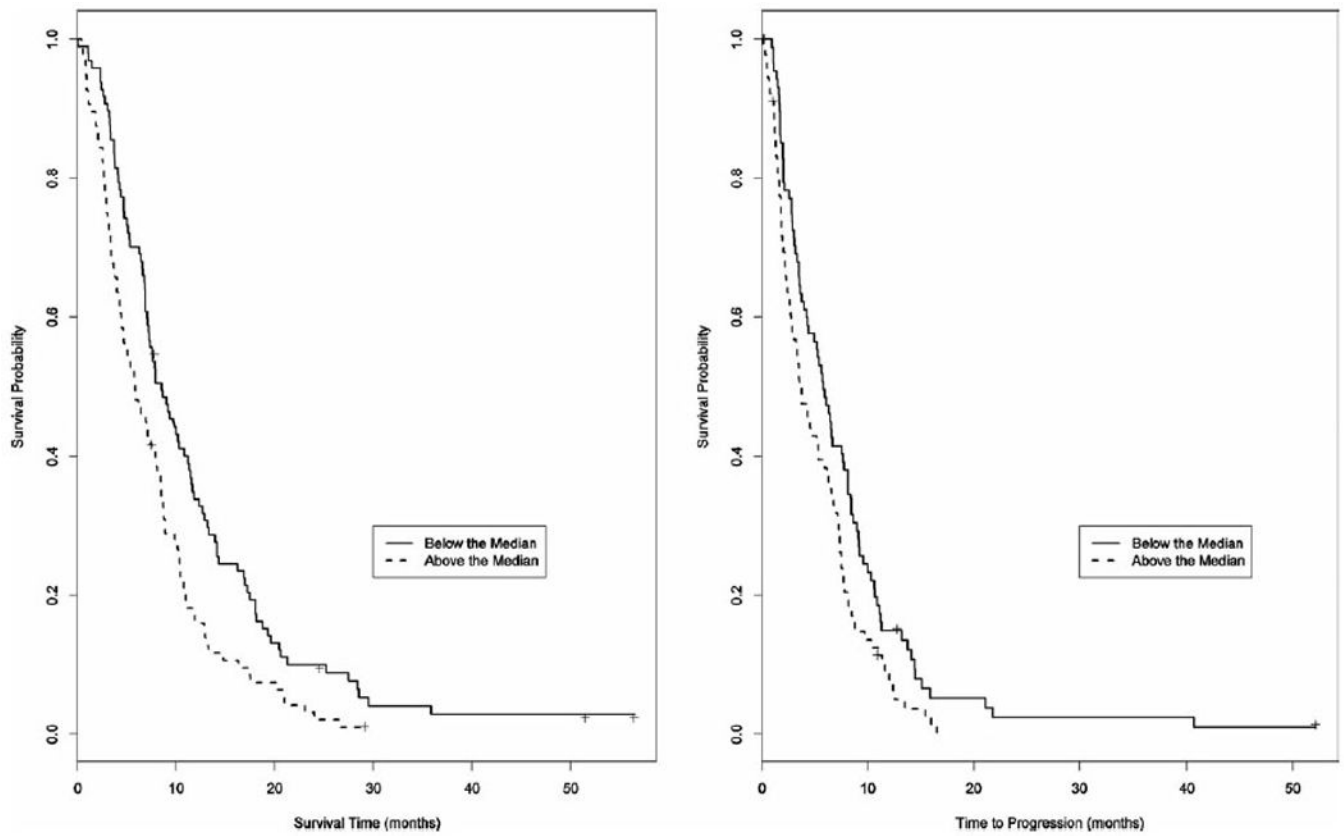 Survival Probability
1.0
0.8
0.6
0.4
0.2
0.0
Below the Median
Above the Median
0 10 20 30 40 50
Survival Time (months)
Survival Probability
1.0
0.8
0.6
0.4
0.2
0.0
Below the Median
Above the Median
0 10 20 30 40 50
Time to Progression (months)